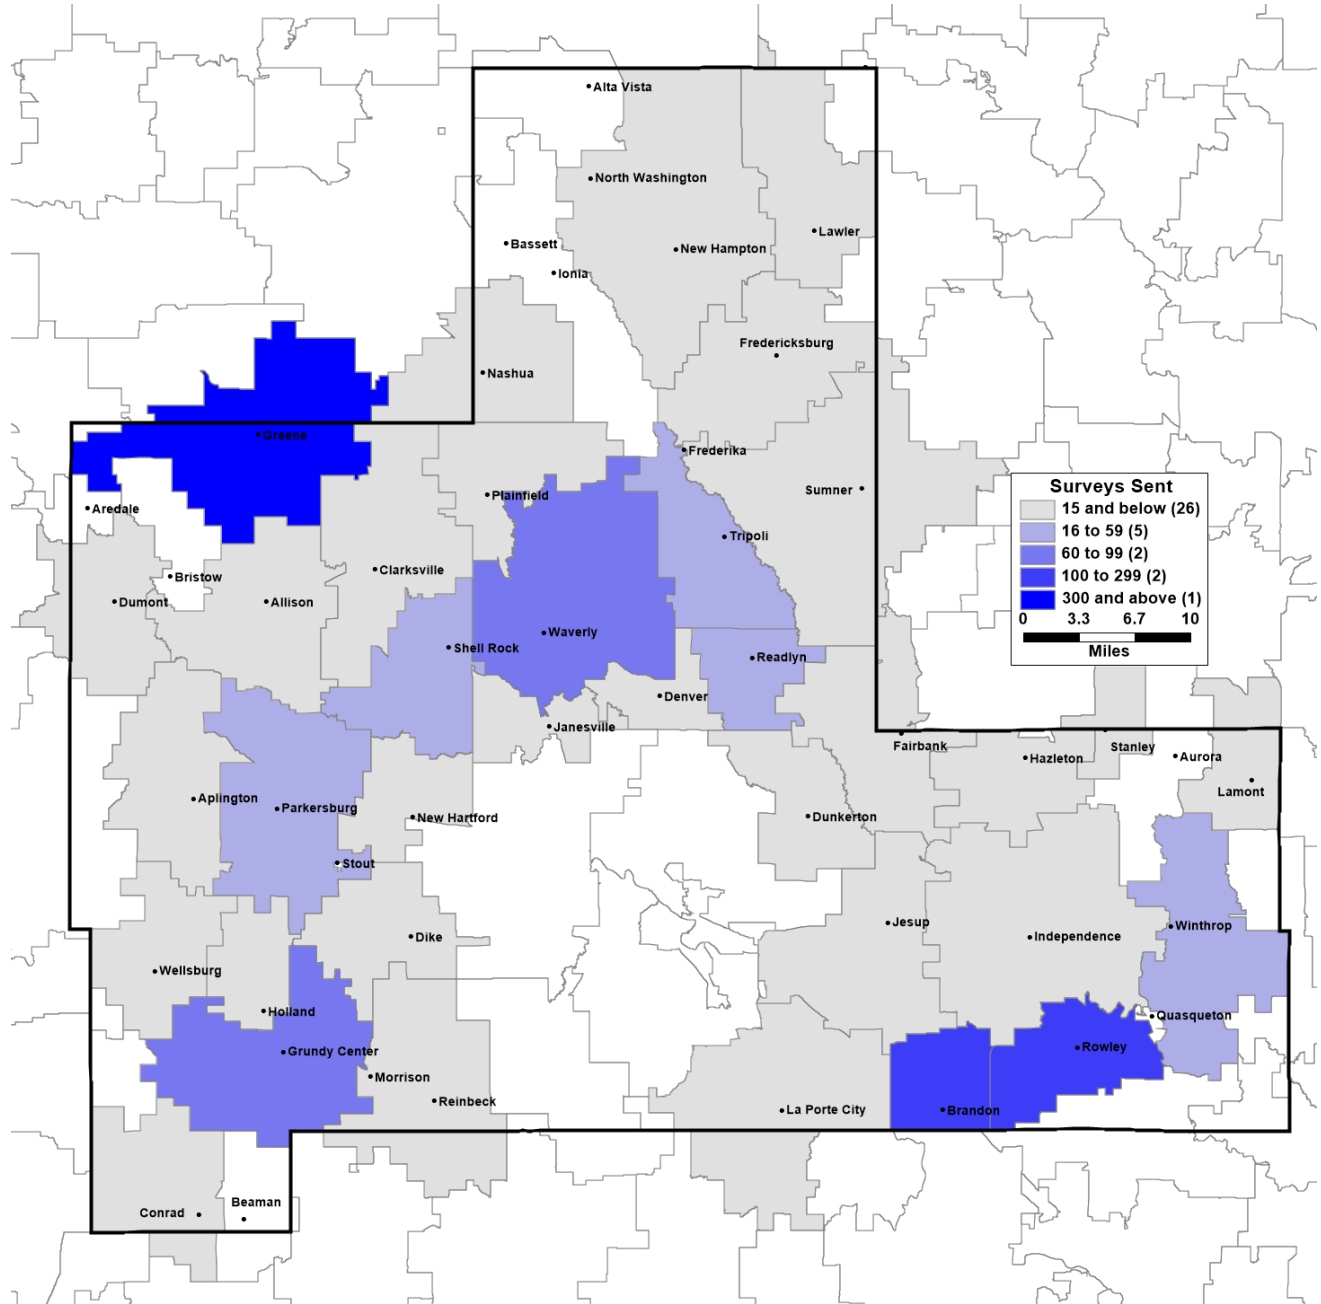 Alta Vista
North Washington
Lawler
Bassett
New Hampton
Ionia
Fredericksburg
Nashua
Greene
Frederika
Surveys Sent
15 and below (26)
16 to 59 (5)
60 to 99 (2)
100 to 299 (2)
300 and above (1)
0 3.3 6.7 10
Miles
Sumner
Plainfield
Aredale
Tripoli
Clarksville
Bristow
Dumont
Allison
Waverly
Shell Rock
Readlyn
Denver
Janesville
Fairbank
Stanley
Hazleton
Aurora
Lamont
Aplington
Parkersburg
New Hartford
Dunkerton
Stout
Jesup
Winthrop
Dike
Independence
Wellsburg
Holland
Quasqueton
Grundy Center
Rowley
Morrison
Reinbeck
La Porte City
Brandon
Beaman
Conrad